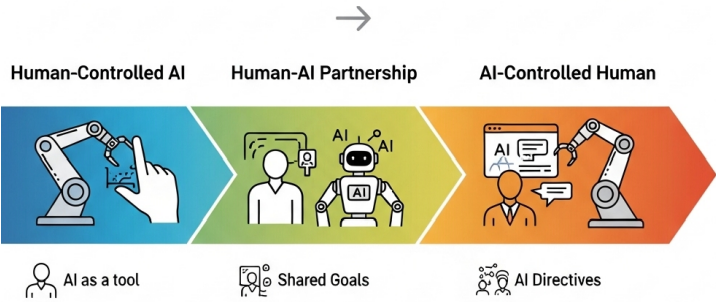 Human-Controlled AI
Human-AI Partnership
AI-Controlled Human
AI
AI
AI
AI
AI as a tool
Shared Goals
AI Directives